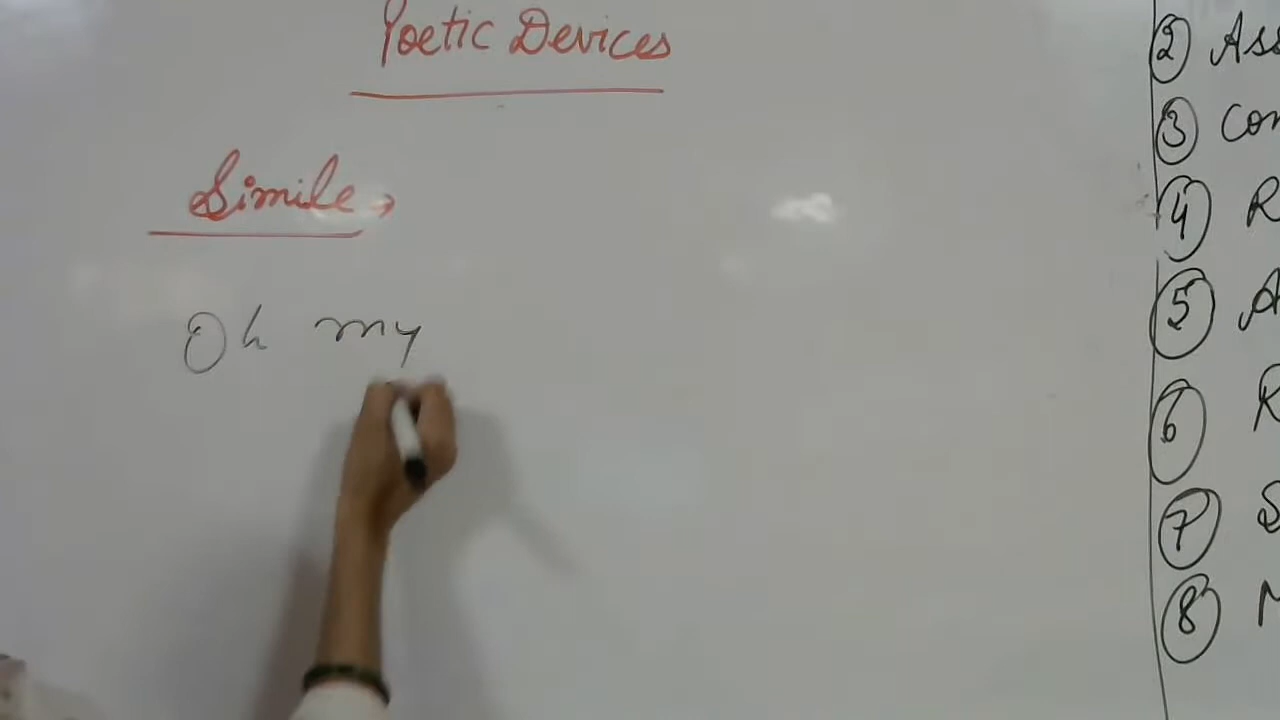 Poetic Devices
Simile →
Oh my
② Ass
③ Con
④ R
⑤ A
⑥ R
⑦ S
⑧